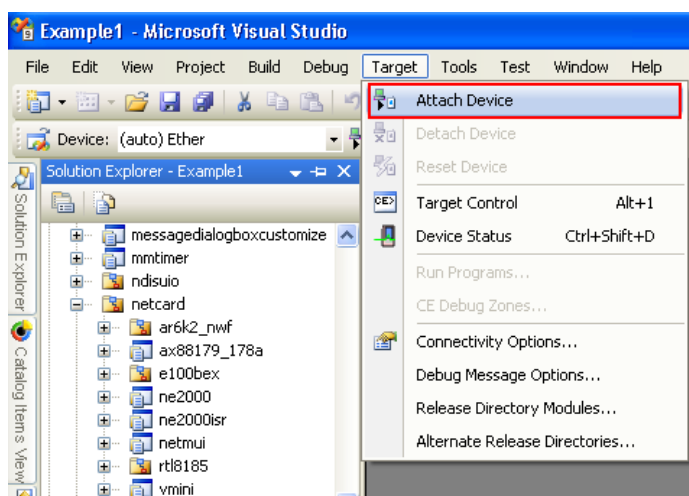 Example1 - Microsoft Visual Studio
File Edit View Project Build Debug Target Tools Test Window Help
Device: (auto) Ether
Solution Explorer - Example1
Solution Explorer
Catalog Items View
messagedialogboxcustomize
mmtimer
ndisuio
netcard
ar6k2_nwf
ax88179_178a
e100bex
ne2000
ne2000isr
netmui
rtl8185
vmini
Attach Device
Detach Device
Reset Device
CE> Target Control Alt+1
Device Status Ctrl+Shift+D
Run Programs...
CE Debug Zones...
Connectivity Options...
Debug Message Options...
Release Directory Modules...
Alternate Release Directories...